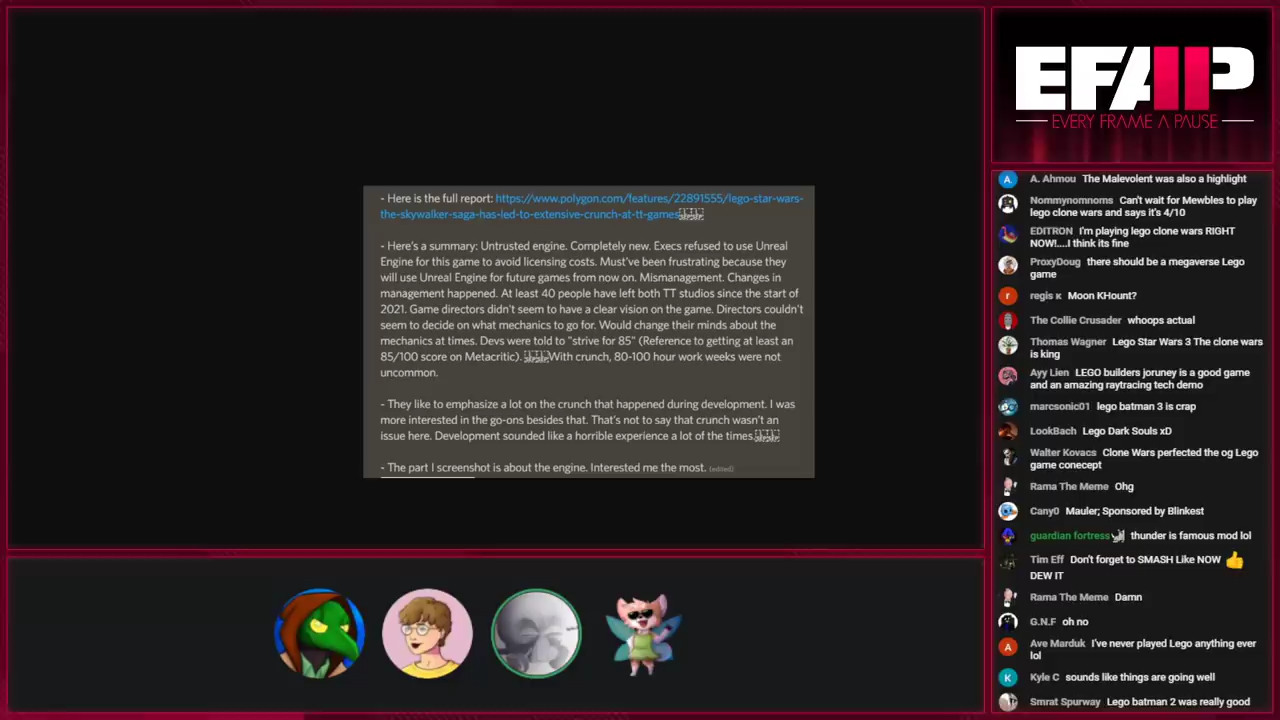 - Here is the full report: https://www.polygon.com/features/22891555/lego-star-wars-
the-skywalker-saga-has-led-to-extensive-crunch-at-tt-games
- Here's a summary: Untrusted engine. Completely new. Execs refused to use Unreal
Engine for this game to avoid licensing costs. Must've been frustrating because they
will use Unreal Engine for future games from now on. Mismanagement. Changes in
management happened. At least 40 people have left both TT studios since the start of
2021. Game directors didn't seem to have a clear vision on the game. Directors couldn't
seem to decide on what mechanics to go for. Would change their minds about the
mechanics at times. Devs were told to "strive for 85" (Reference to getting at least an
85/100 score on Metacritic). With crunch, 80-100 hour work weeks were not
uncommon.
- They like to emphasize a lot on the crunch that happened during development. I was
more interested in the go-ons besides that. That's not to say that crunch wasn't an
issue here. Development sounded like a horrible experience a lot of the times.
- The part I screenshot is about the engine. Interested me the most. (edited)
EFAP
EVERY FRAME A PAUSE
A. A. Ahmou The Malevolent was also a highlight
Nommynomnoms Can't wait for Mewbles to play
lego clone wars and says it's 4/10
EDITRON I'm playing lego clone wars RIGHT
NOW!....I think its fine
ProxyDoug there should be a megaverse Lego
game
r regis к Moon KHount?
The Collie Crusader whoops actual
Thomas Wagner Lego Star Wars 3 The clone wars
is king
Ayy Lien LEGO builders joruney is a good game
and an amazing raytracing tech demo
marcsonic01 lego batman 3 is crap
LookBach Lego Dark Souls xD
Walter Kovacs Clone Wars perfected the og Lego
game conecept
Rama The Meme Ohg
Cany0 Mauler; Sponsored by Blinkest
guardian fortress thunder is famous mod lol
Tim Eff Don't forget to SMASH Like NOW 👍
DEW IT
Rama The Meme Damn
G.N.F oh no
A Ave Marduk I've never played Lego anything ever
lol
K Kyle C sounds like things are going well
Smrat Spurway Lego batman 2 was really good